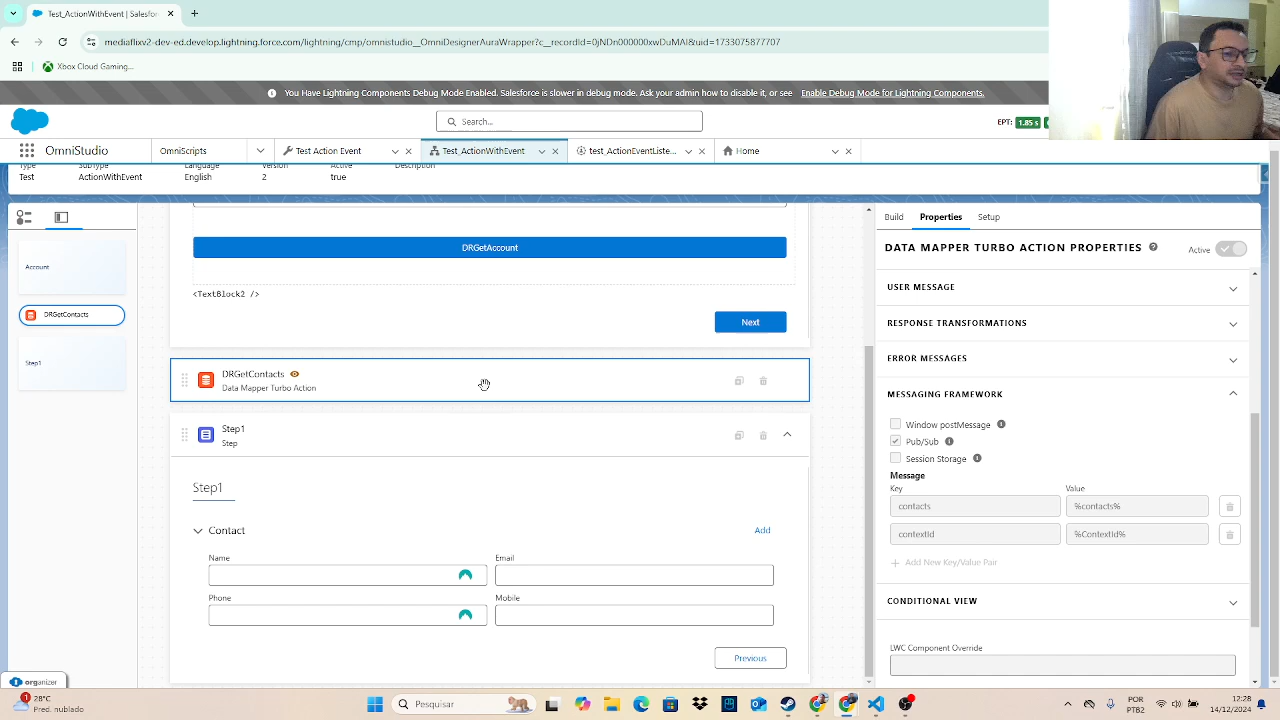 Test_ActionWithEvent | Salesfor
mediaflix2-dev-ed.develop.lightning.force.com/lightning/cmp/omnistudio__OmniDesignerAuraWrapper?c__recordId=0jNDn000000xwDuMAI&uid=1733075877707
Xbox Cloud Gaming...
You Have Lightning Components Debug Enabled. Salesforce is slower in debug mode. Ask your admin how to disable it, or see Enable Debug Mode for Lightning Components.
Search...
EPT: 1.85 s
OmniStudio
OmniScripts
Test Action Event
Test_ActionWithEvent
test_ActionEventListe...
Home
Type SubType Language Version Active Description
Test ActionWithEvent English 2 true
Build Properties Setup
DATA MAPPER TURBO ACTION PROPERTIES
Active
Account
DRGetContacts
Step1
DRGetAccount
<TextBlock2 />
Next
DRGetContacts
Data Mapper Turbo Action
Step1
Step
Step1
Contact
Add
Name Email
Phone Mobile
Previous
USER MESSAGE
RESPONSE TRANSFORMATIONS
ERROR MESSAGES
MESSAGING FRAMEWORK
Window postMessage
Pub/Sub
Session Storage
Message
Key Value
contacts %contacts%
contextId %ContextId%
Add New Key/Value Pair
CONDITIONAL VIEW
LWC Component Override
organizer
1
28°C
Pred. nublado
Pesquisar
POR
PTB2
12:28
01/12/2024